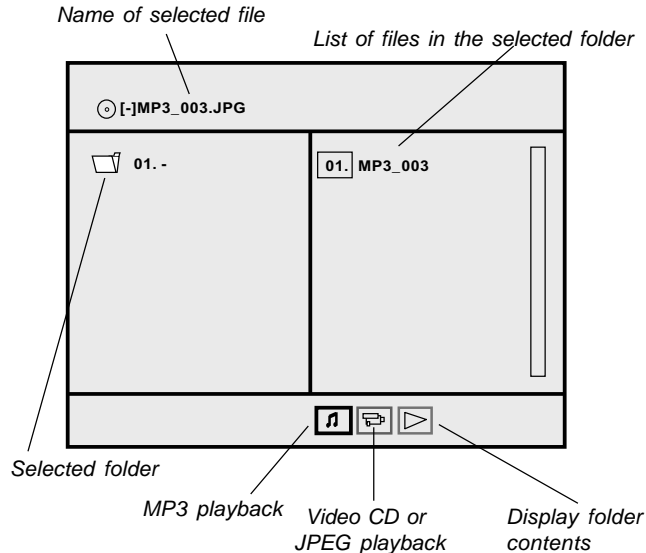 Name of selected file
List of files in the selected folder
[-]MP3_003.JPG
01. -
01. MP3_003
Selected folder
MP3 playback
Video CD or
JPEG playback
Display folder
contents